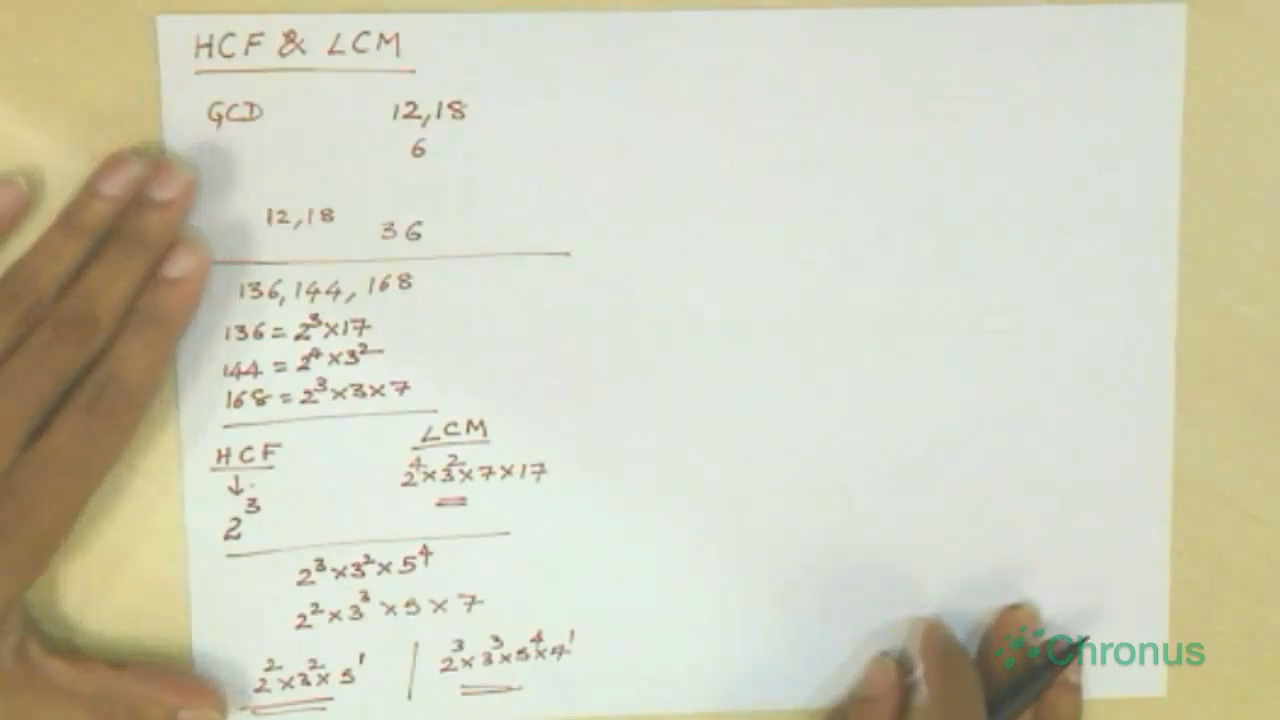 HCF & LCM
GCD 12,18
6
12,18 36
136, 144, 168
136 = 2³ × 17
144 = 2⁴ × 3²
168 = 2³ × 3 × 7
HCF LCM
↓ 2⁴ × 3² × 7 × 17
2³
2³ × 3² × 5⁴
2² × 3³ × 5 × 7
2² × 3² × 5¹ | 2³ × 3³ × 5⁴ × 7¹
Chronus